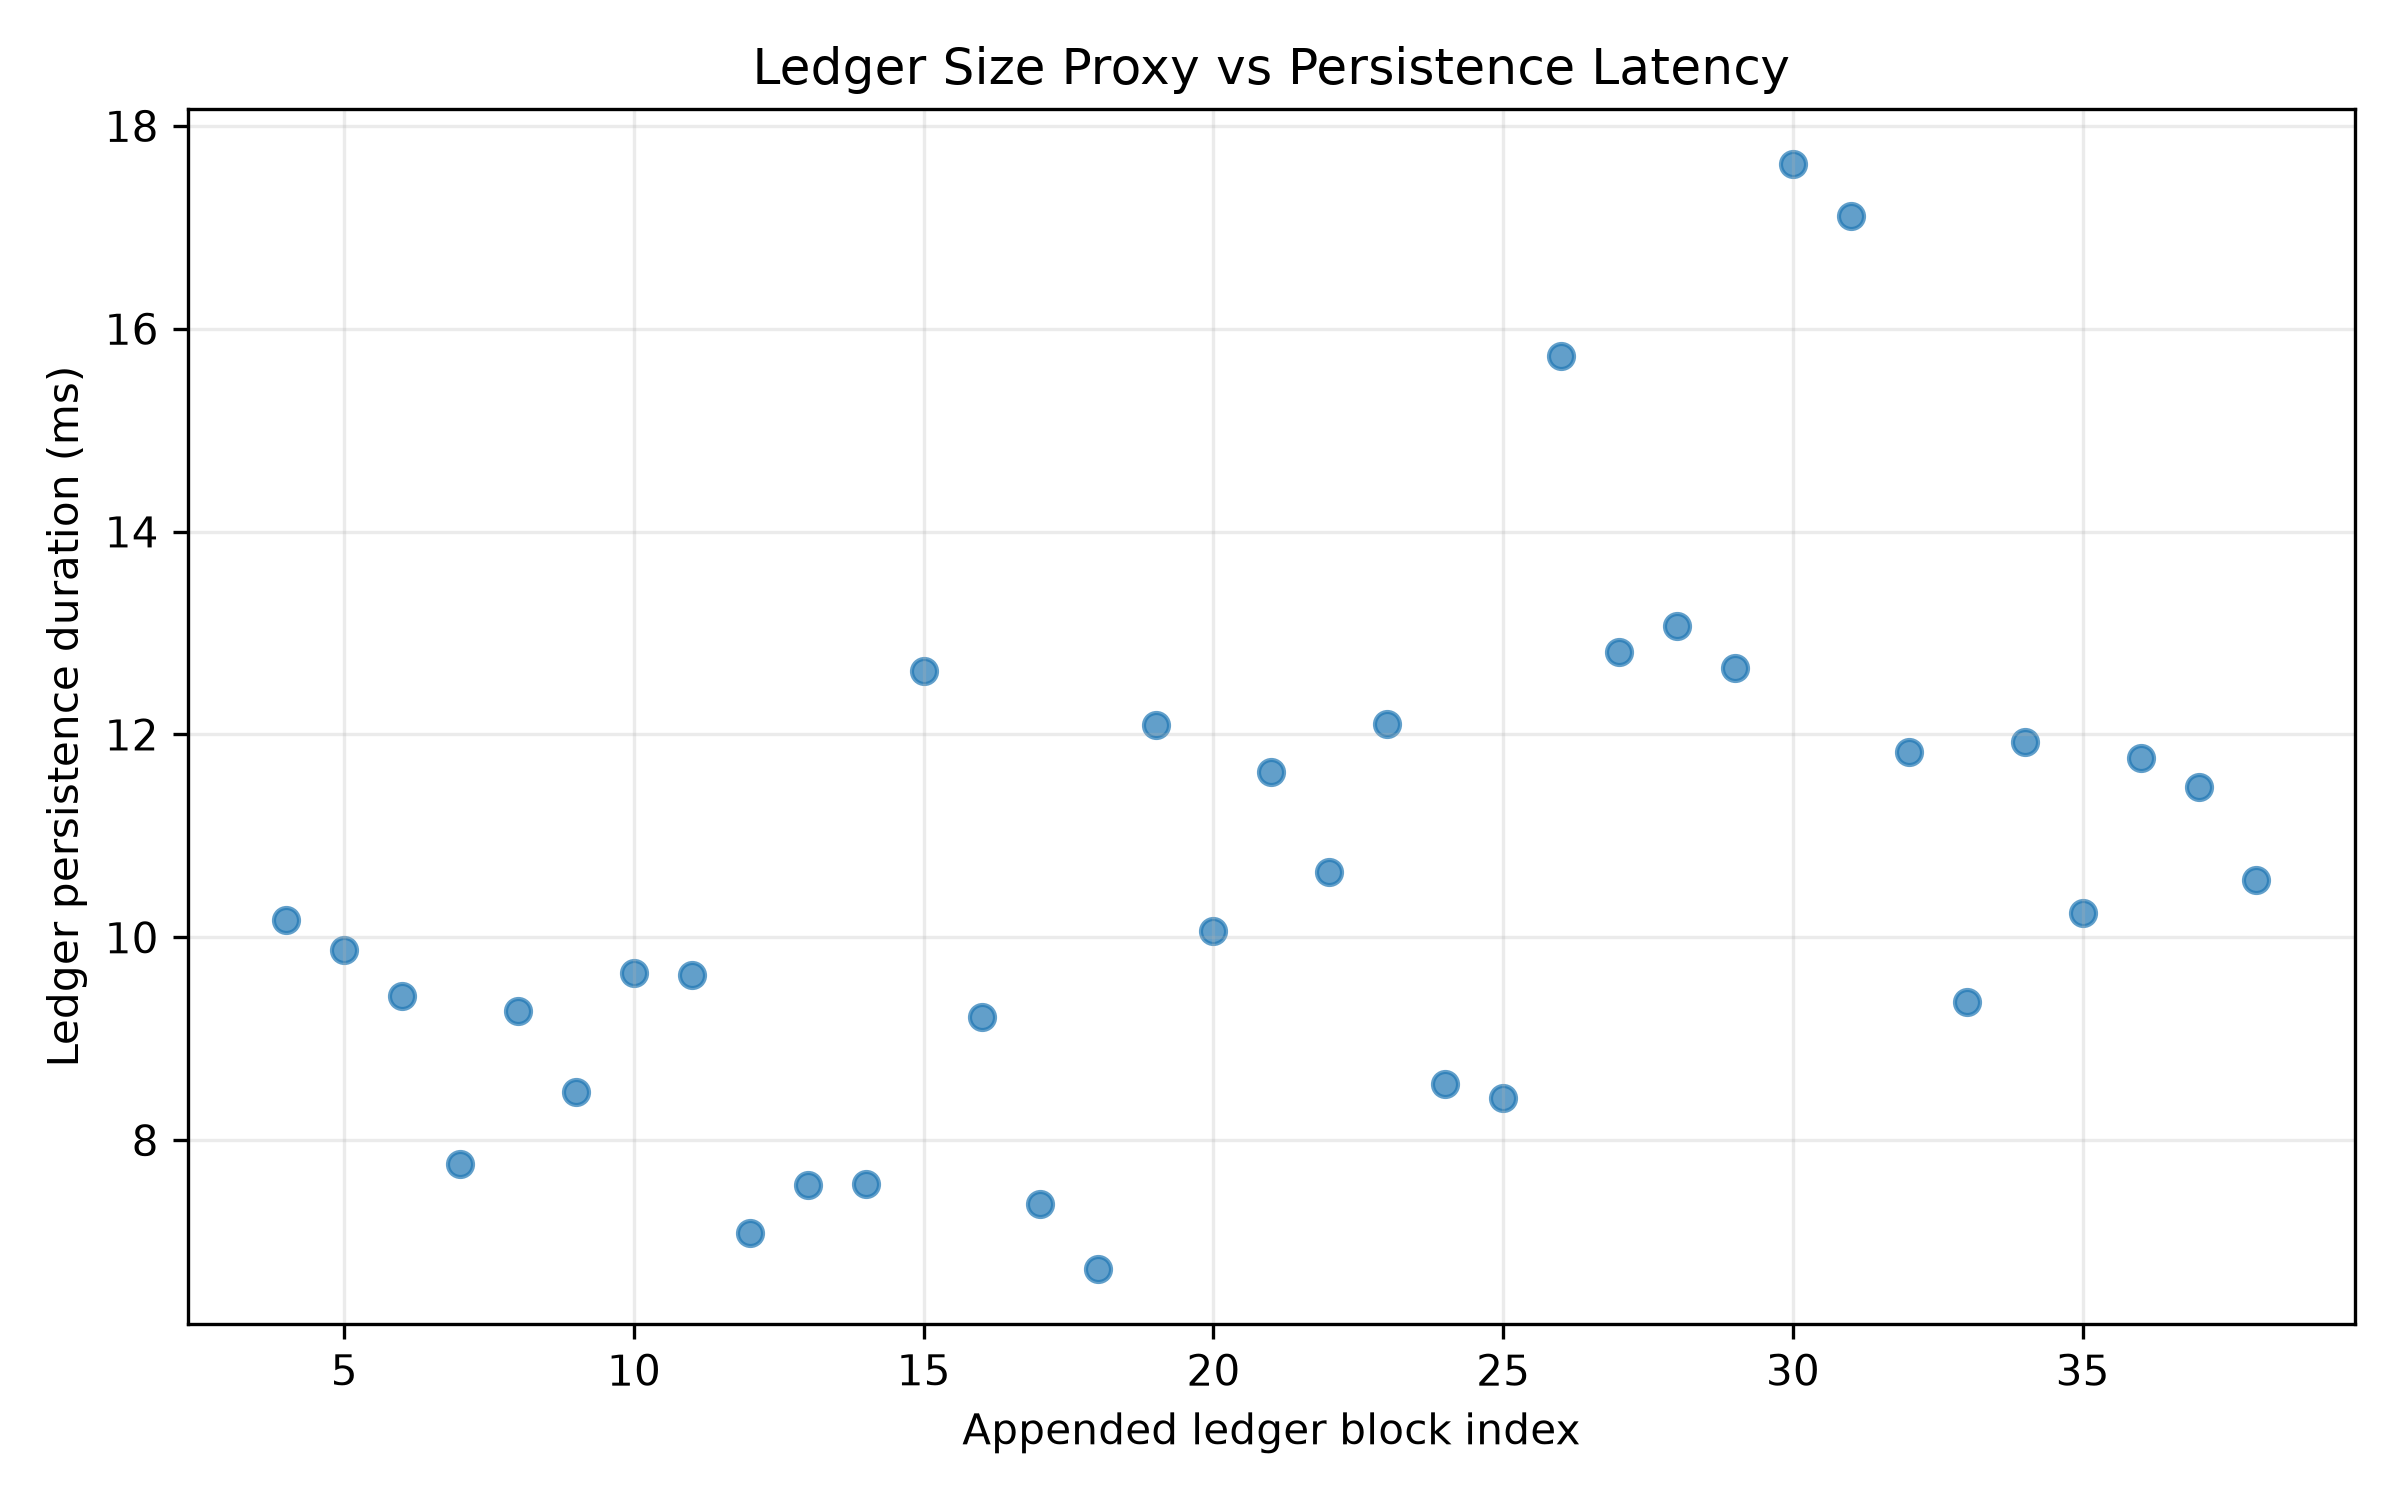 Ledger Size Proxy vs Persistence Latency
18
16
14
12
10
8
Ledger persistence duration (ms)
5 10 15 20 25 30 35
Appended ledger block index